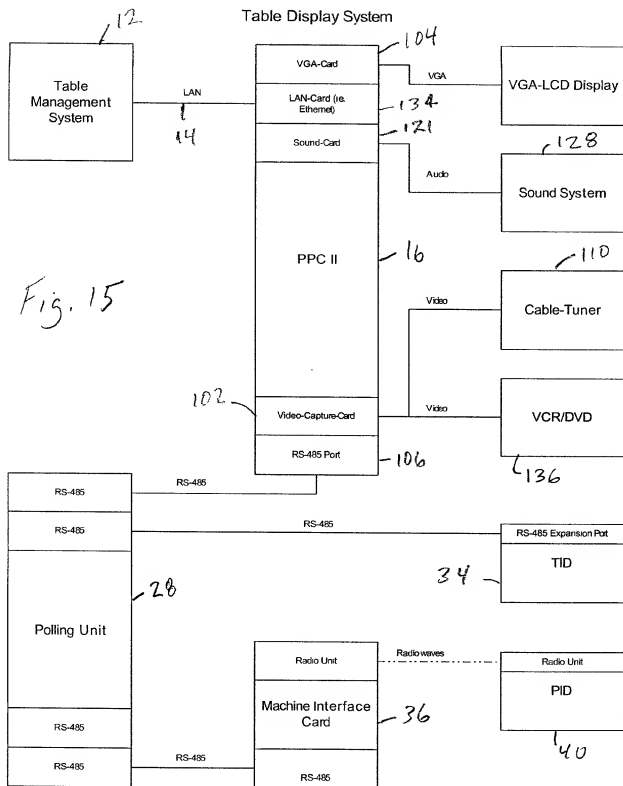 Table Display System
12
104
VGA-Card
VGA
VGA-LCD Display
Table
Management
System
LAN
14
LAN-Card (ie.
Ethernet)
134
121
Sound-Card
Audio
128
Sound System
PPC II
16
110
Cable-Tuner
Video
Fig. 15
102
Video-Capture-Card
Video
VCR/DVD
136
RS-485 Port
106
RS-485
RS-485
RS-485
RS-485
RS-485 Expansion Port
TID
34
28
Polling Unit
Radio Unit
Radiowaves
Radio Unit
Machine Interface
Card
36
PID
40
RS-485
RS-485
RS-485
RS-485